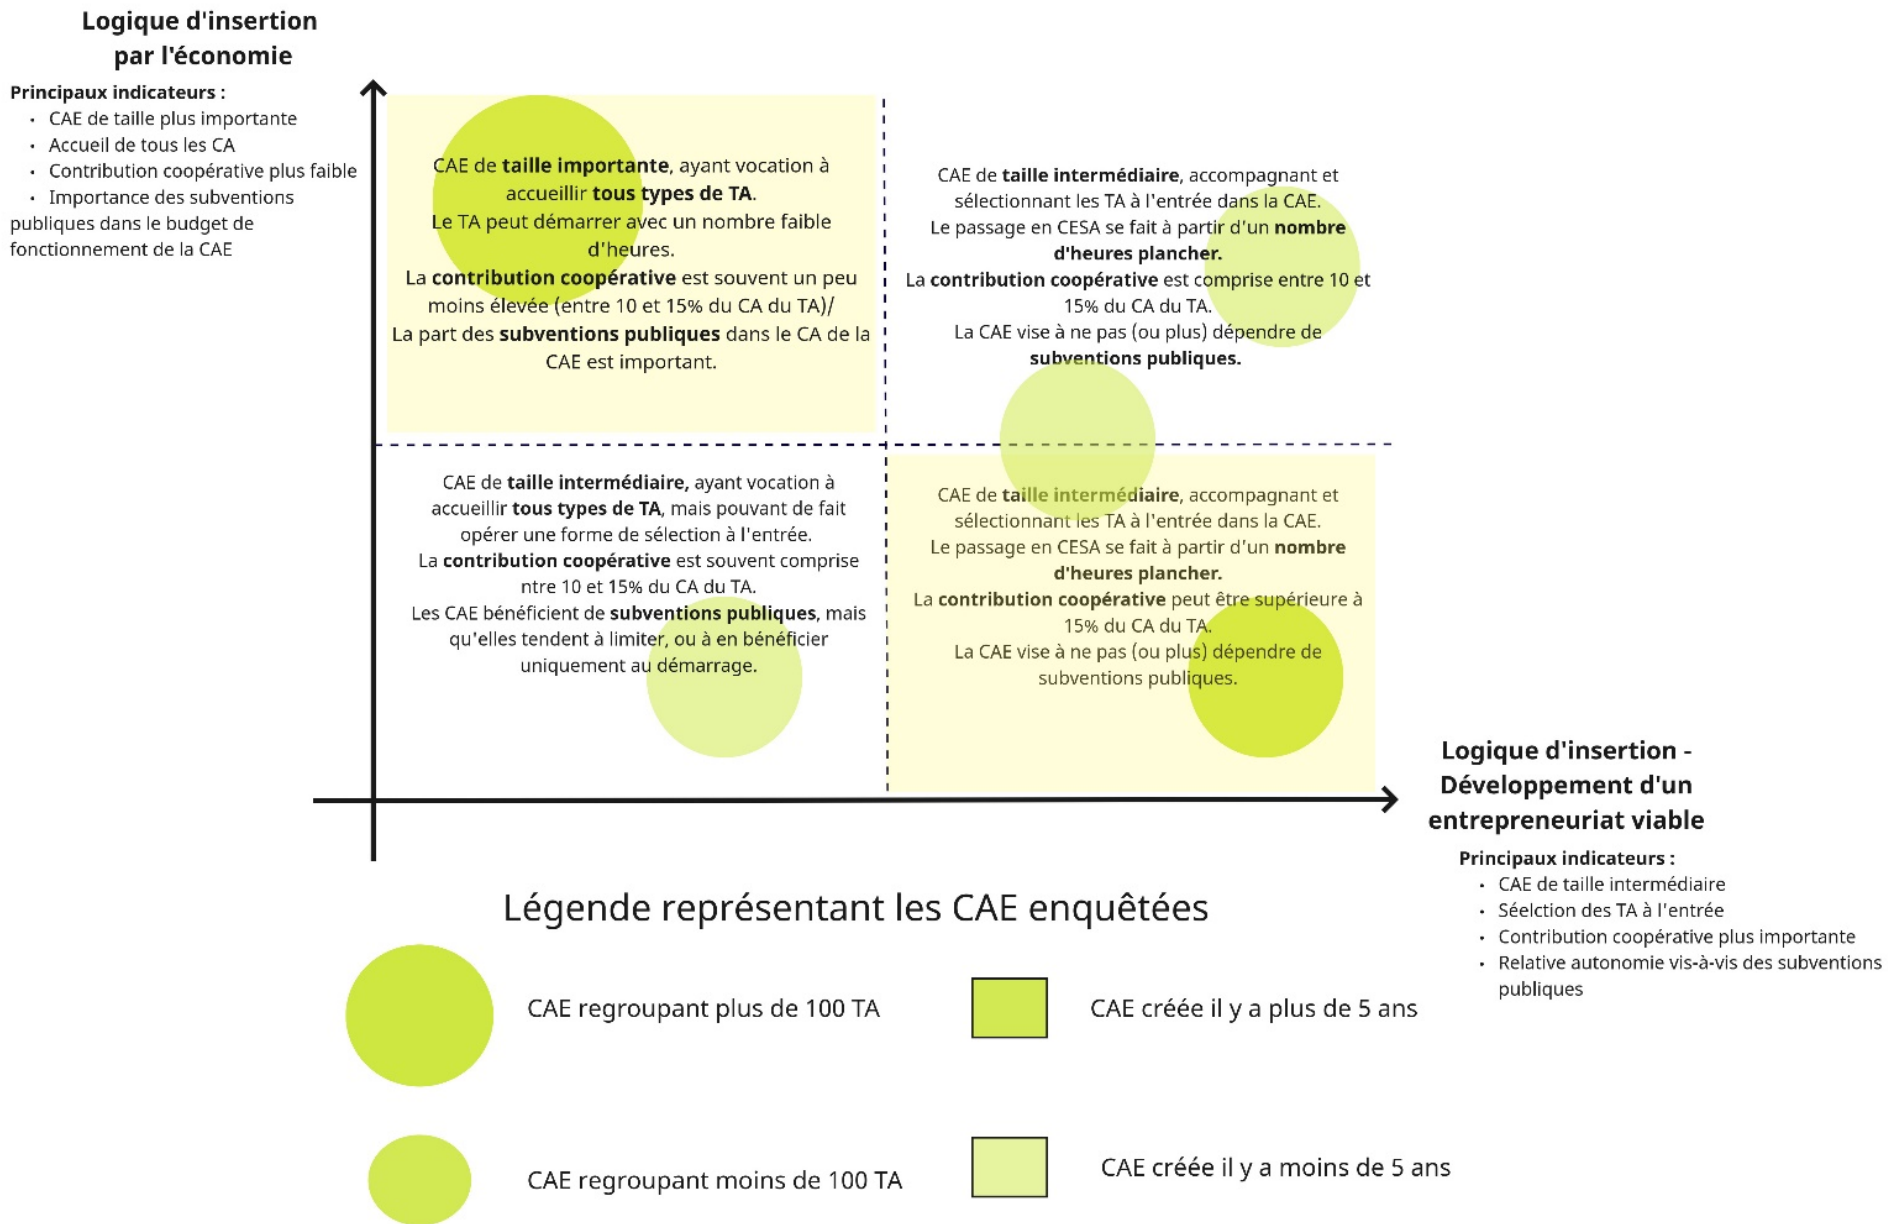 Logique d'insertion
par l'économie
Principaux indicateurs :
• CAE de taille plus importante
• Accueil de tous les CA
• Contribution coopérative plus faible
• Importance des subventions
publiques dans le budget de
fonctionnement de la CAE
CAE de taille importante, ayant vocation à
accueillir tous types de TA.
Le TA peut démarrer avec un nombre faible
d'heures.
La contribution coopérative est souvent un peu
moins élevée (entre 10 et 15% du CA du TA)/
La part des subventions publiques dans le CA de la
CAE est important.
CAE de taille intermédiaire, accompagnant et
sélectionnant les TA à l'entrée dans la CAE.
Le passage en CESA se fait à partir d'un nombre
d'heures plancher.
La contribution coopérative est comprise entre 10 et
15% du CA du TA.
La CAE vise à ne pas (ou plus) dépendre de
subventions publiques.
CAE de taille intermédiaire, ayant vocation à
accueillir tous types de TA, mais pouvant de fait
opérer une forme de sélection à l'entrée.
La contribution coopérative est souvent comprise
ntre 10 et 15% du CA du TA.
Les CAE bénéficient de subventions publiques, mais
qu'elles tendent à limiter, ou à en bénéficier
uniquement au démarrage.
CAE de taille intermédiaire, accompagnant et
sélectionnant les TA à l'entrée dans la CAE.
Le passage en CESA se fait à partir d'un nombre
d'heures plancher.
La contribution coopérative peut être supérieure à
15% du CA du TA.
La CAE vise à ne pas (ou plus) dépendre de
subventions publiques.
Logique d'insertion -
Développement d'un
entrepreneuriat viable
Principaux indicateurs :
• CAE de taille intermédiaire
• Séelction des TA à l'entrée
• Contribution coopérative plus importante
• Relative autonomie vis-à-vis des subventions
publiques
Légende représentant les CAE enquêtées
CAE regroupant plus de 100 TA
CAE créée il y a plus de 5 ans
CAE regroupant moins de 100 TA
CAE créée il y a moins de 5 ans